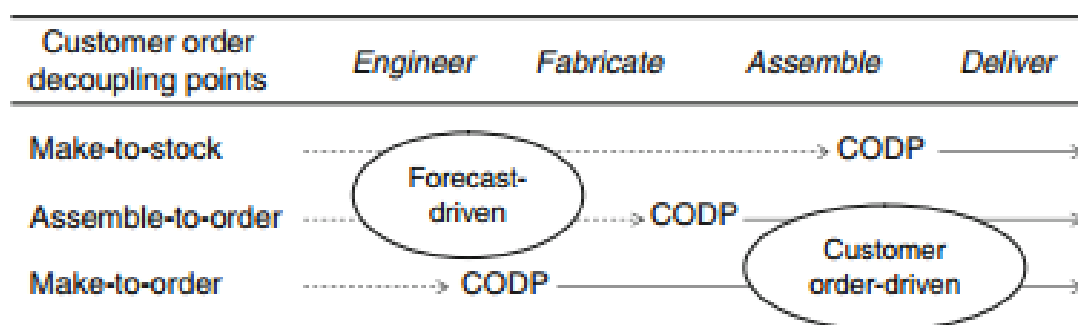 Customer order
decoupling points
Engineer Fabricate Assemble Deliver
Make-to-stock CODP
Forecast-
driven
Assemble-to-order CODP
Customer
order-driven
Make-to-order CODP